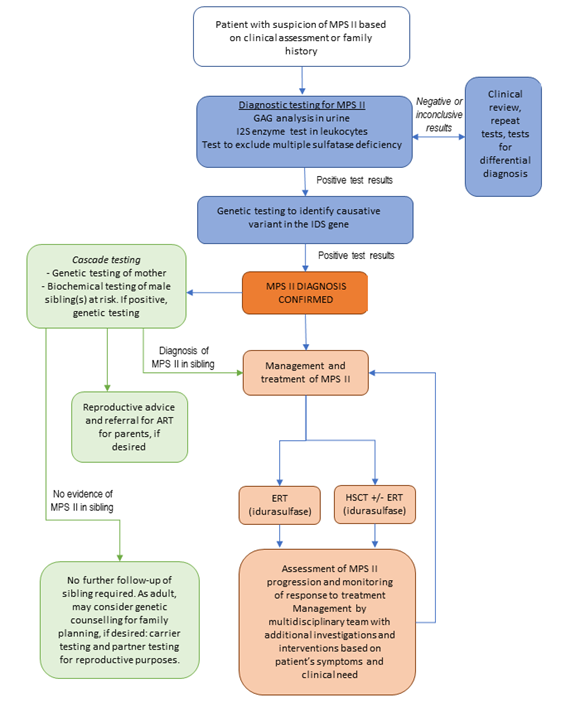 Patient with suspicion of MPS II based
on clinical assessment or family
history
Diagnostic testing for MPS II
GAG analysis in urine
I2S enzyme test in leukocytes
Test to exclude multiple sulfatase deficiency
Negative or
inconclusive
results
Clinical
review,
repeat
tests, tests
for
differential
diagnosis
Positive test results
Genetic testing to identify causative
variant in the IDS gene
Positive test results
Cascade testing
- Genetic testing of mother
- Biochemical testing of male
sibling(s) at risk. If positive,
genetic testing
MPS II DIAGNOSIS
CONFIRMED
Diagnosis of
MPS II in sibling
Management and
treatment of MPS II
Reproductive advice
and referral for ART
for parents, if
desired
No evidence of
MPS II in sibling
ERT
(idurasulfase)
HSCT +/- ERT
(idurasulfase)
No further follow-up of
sibling required. As adult,
may consider genetic
counselling for family
planning, if desired: carrier
testing and partner testing
for reproductive purposes.
Assessment of MPS II
progression and monitoring
of response to treatment
Management by
multidisciplinary team with
additional investigations and
interventions based on
patient's symptoms and
clinical need